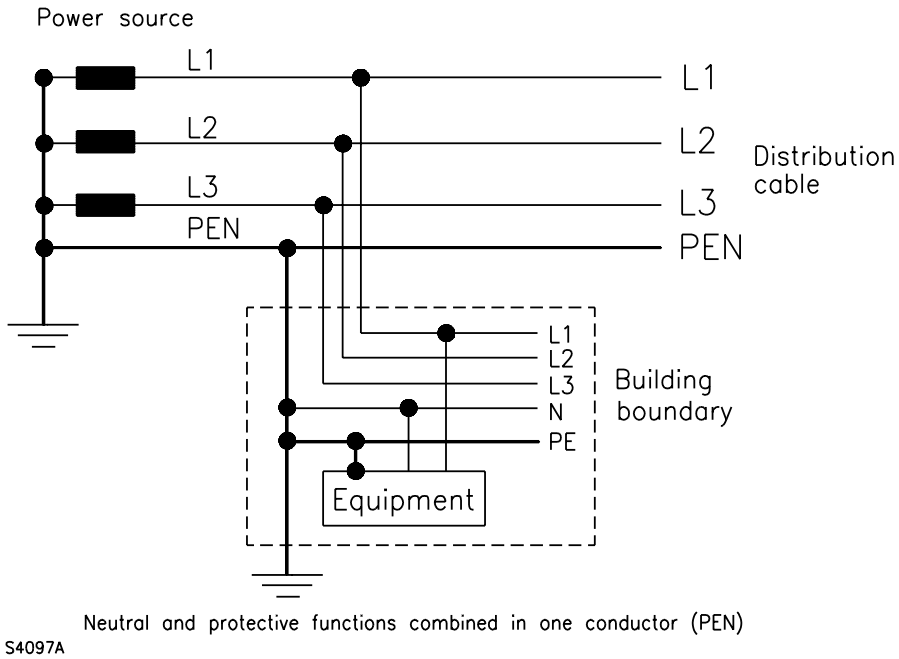 Power source
L1
L1
L2
L2
Distribution
cable
L3
L3
PEN
PEN
L1
L2
L3
N
PE
Building
boundary
Equipment
Neutral and protective functions combined in one conductor (PEN)
S4097A